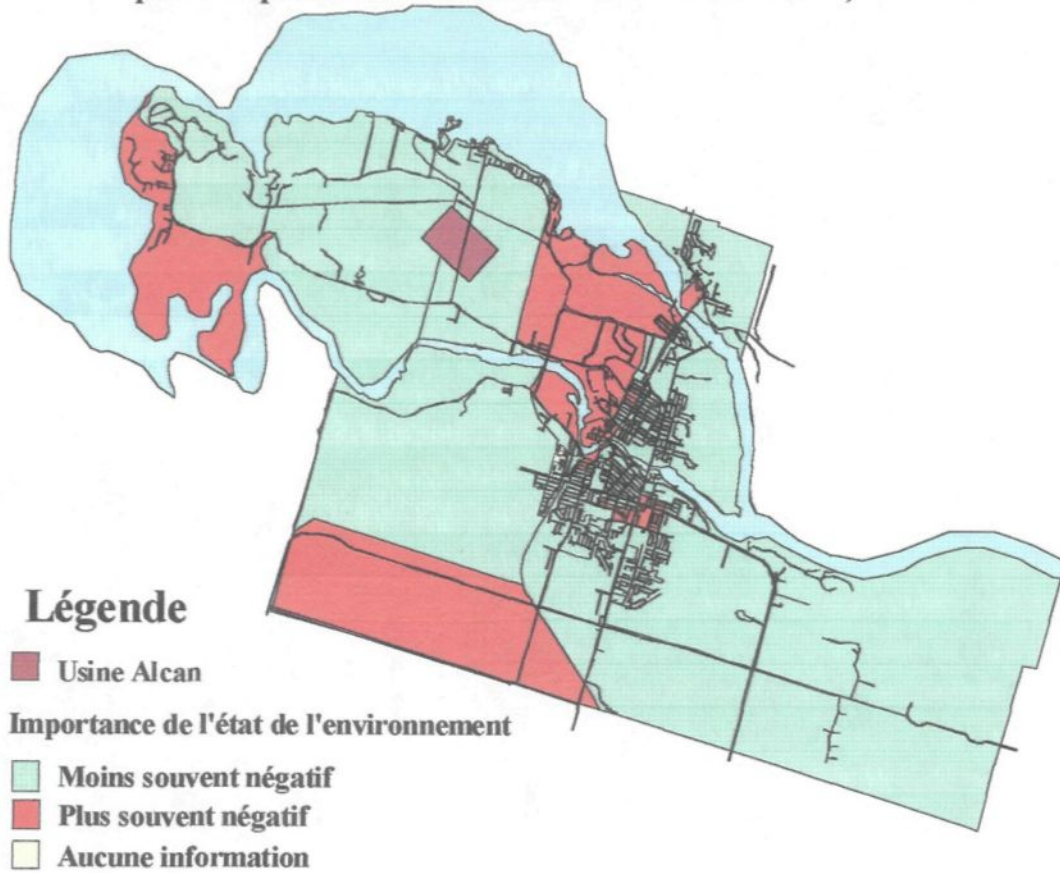 Légende
Usine Alcan
Importance de l'état de l'environnement
Moins souvent négatif
Plus souvent négatif
Aucune information